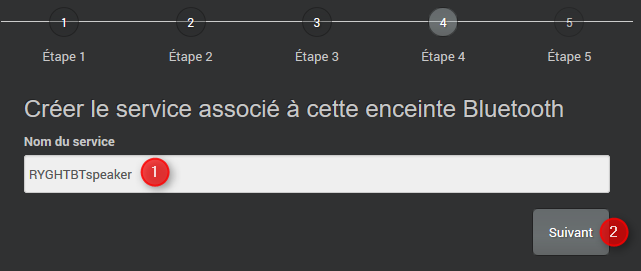 1 2 3 4 5
Étape 1 Étape 2 Étape 3 Étape 4 Étape 5
Créer le service associé à cette enceinte Bluetooth
Nom du service
RYGHTBTspeaker 1
Suivant 2